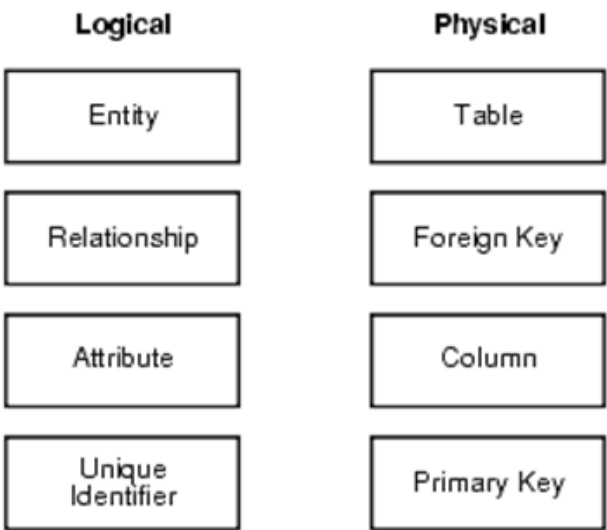 Logical
Physical
Entity
Table
Relationship
Foreign Key
Attribute
Column
Unique
Identifier
Primary Key